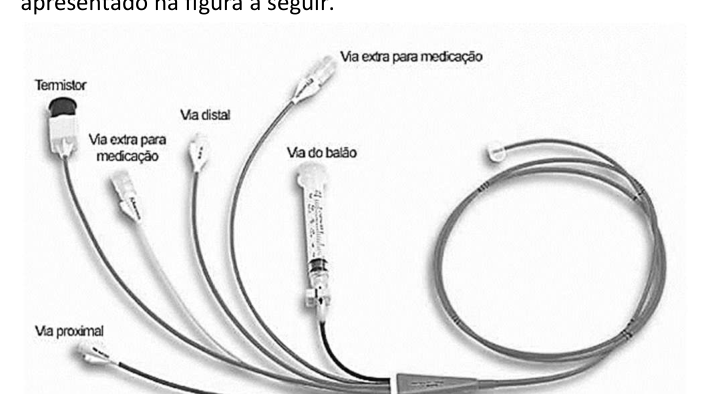 apresentado na figura a seguir.
Via extra para medicação
Termistor
Via distal
Via extra para
medicação
Via do balão
Via proximal